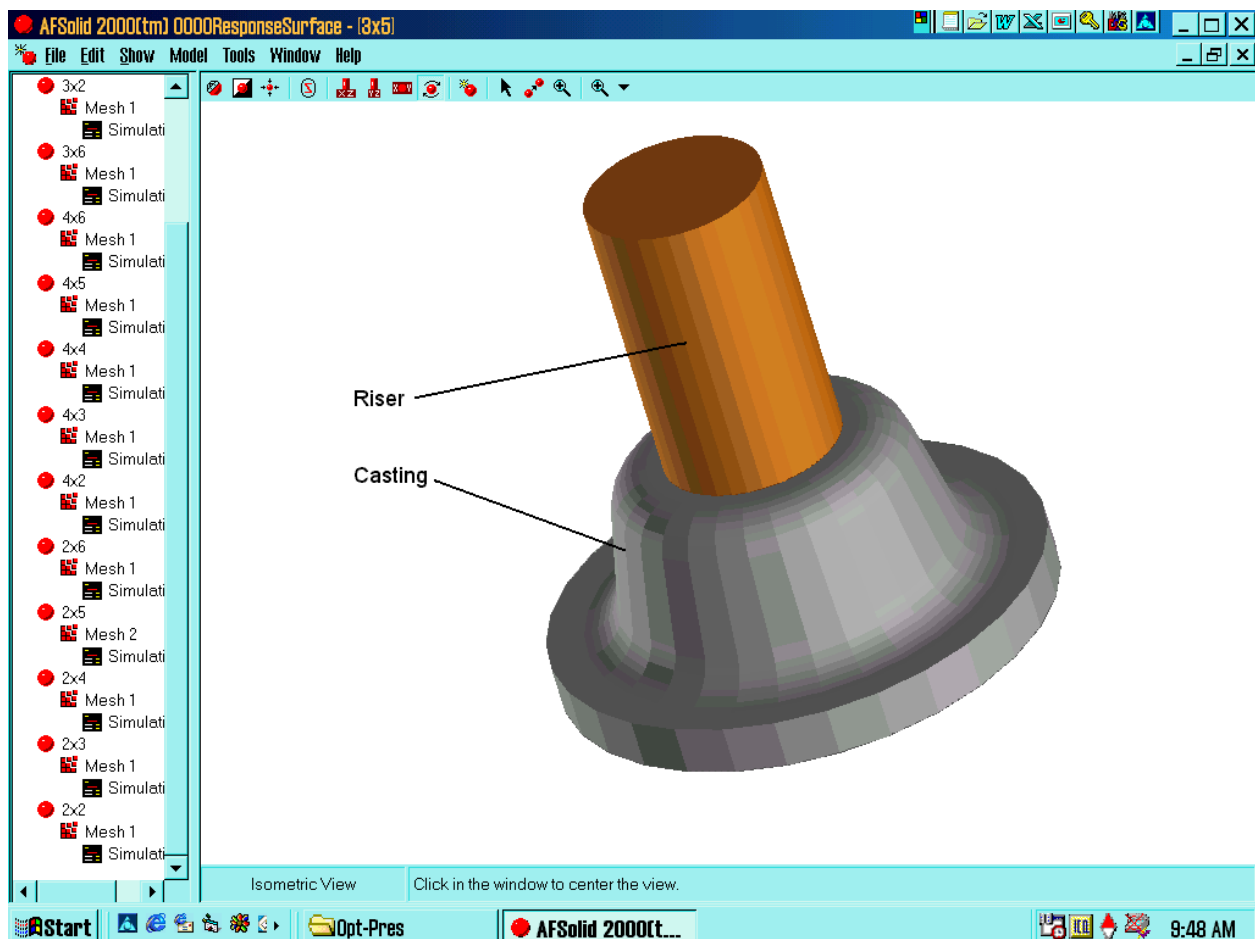 AFSolid 2000(tm) 0000ResponseSurface - [3x5]
File Edit Show Model Tools Window Help
3x2
Mesh 1
Simulati
3x6
Mesh 1
Simulati
4x6
Mesh 1
Simulati
4x5
Mesh 1
Simulati
4x4
Mesh 1
Simulati
4x3
Mesh 1
Simulati
4x2
Mesh 1
Simulati
2x6
Mesh 1
Simulati
2x5
Mesh 2
Simulati
2x4
Mesh 1
Simulati
2x3
Mesh 1
Simulati
2x2
Mesh 1
Simulati
Riser
Casting
Isometric View
Click in the window to center the view.
Start
Opt-Pres
AFSolid 2000(t...
9:48 AM